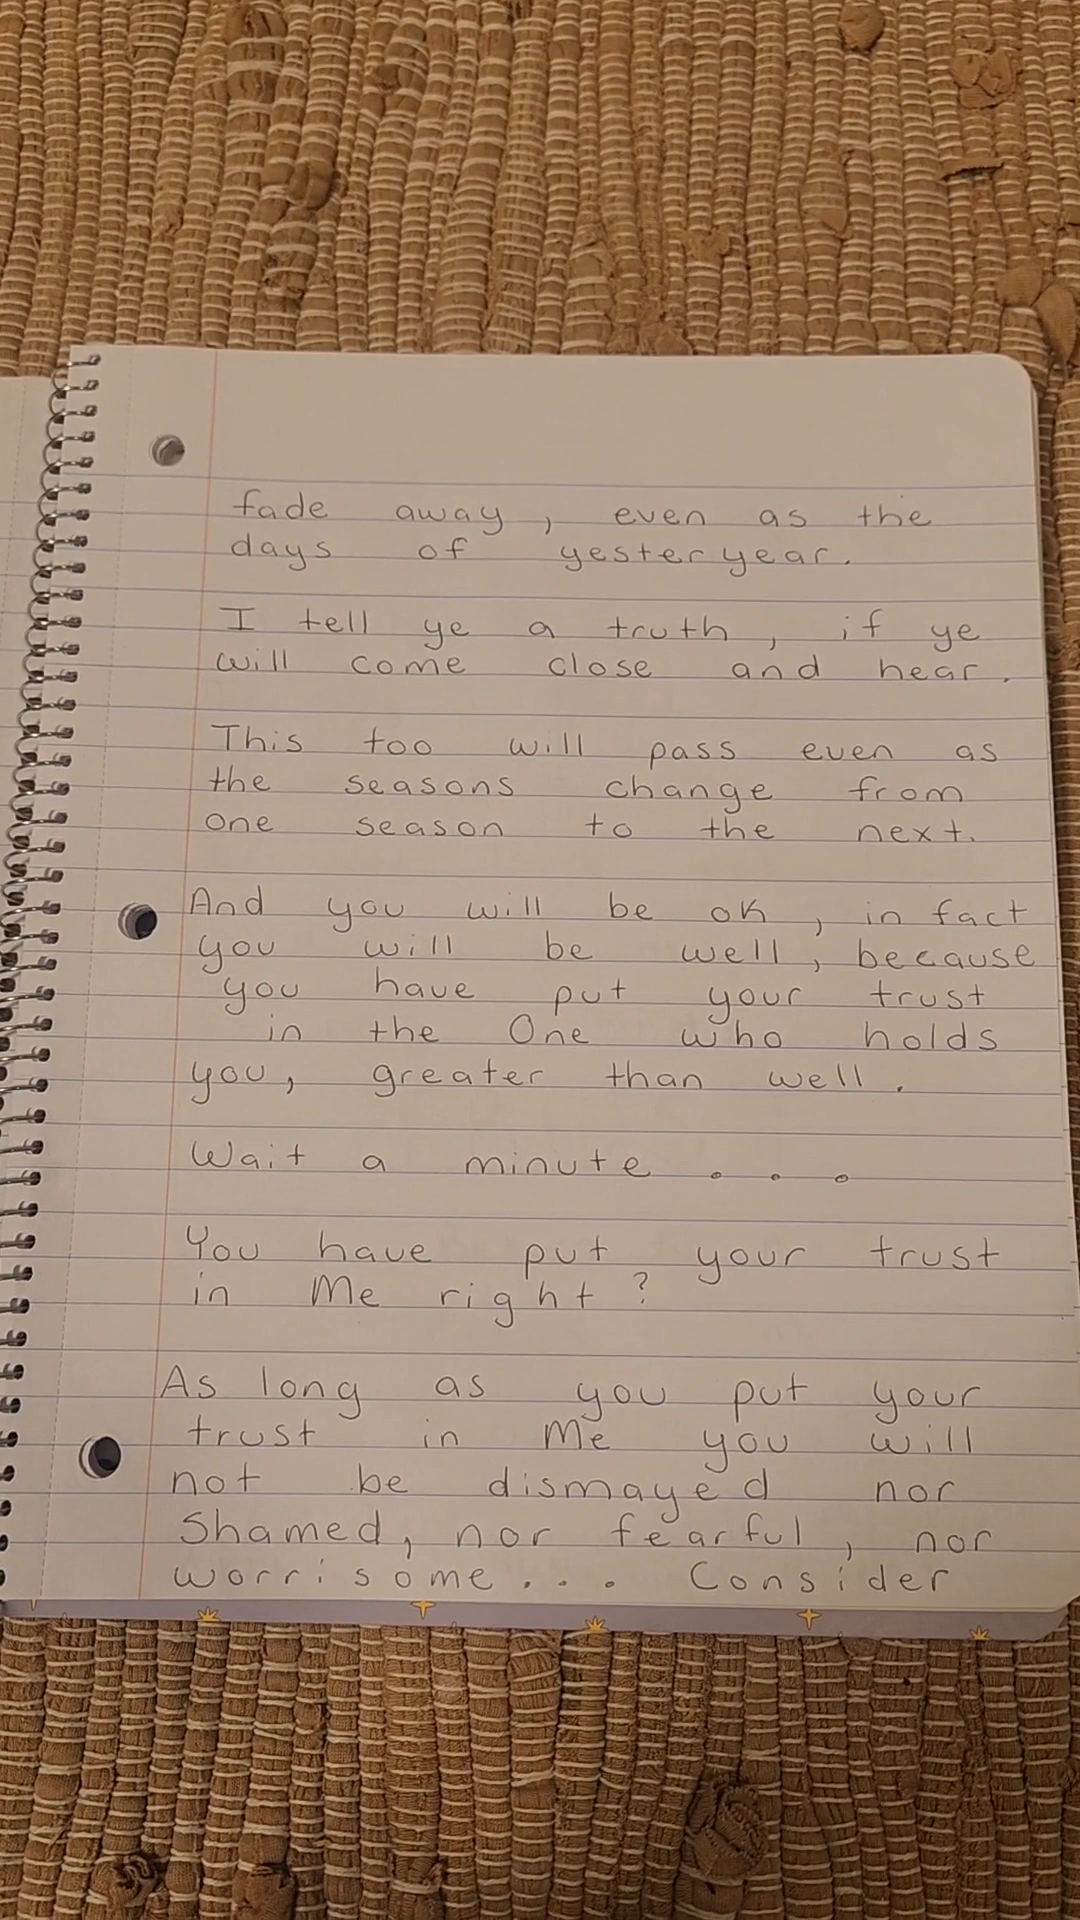 fade away, even as the
days of yesteryear.
I tell ye a truth, if ye
will come close and hear.
This too will pass even as
the seasons change from
one season to the next.
And you will be ok, in fact
you will be well, because
you have put your trust
in the One who holds
you, greater than well.
Wait a minute...
You have put your trust
in Me right?
As long as you put your
trust in Me you will
not be dismayed nor
Shamed, nor fearful, nor
worrisome... Consider